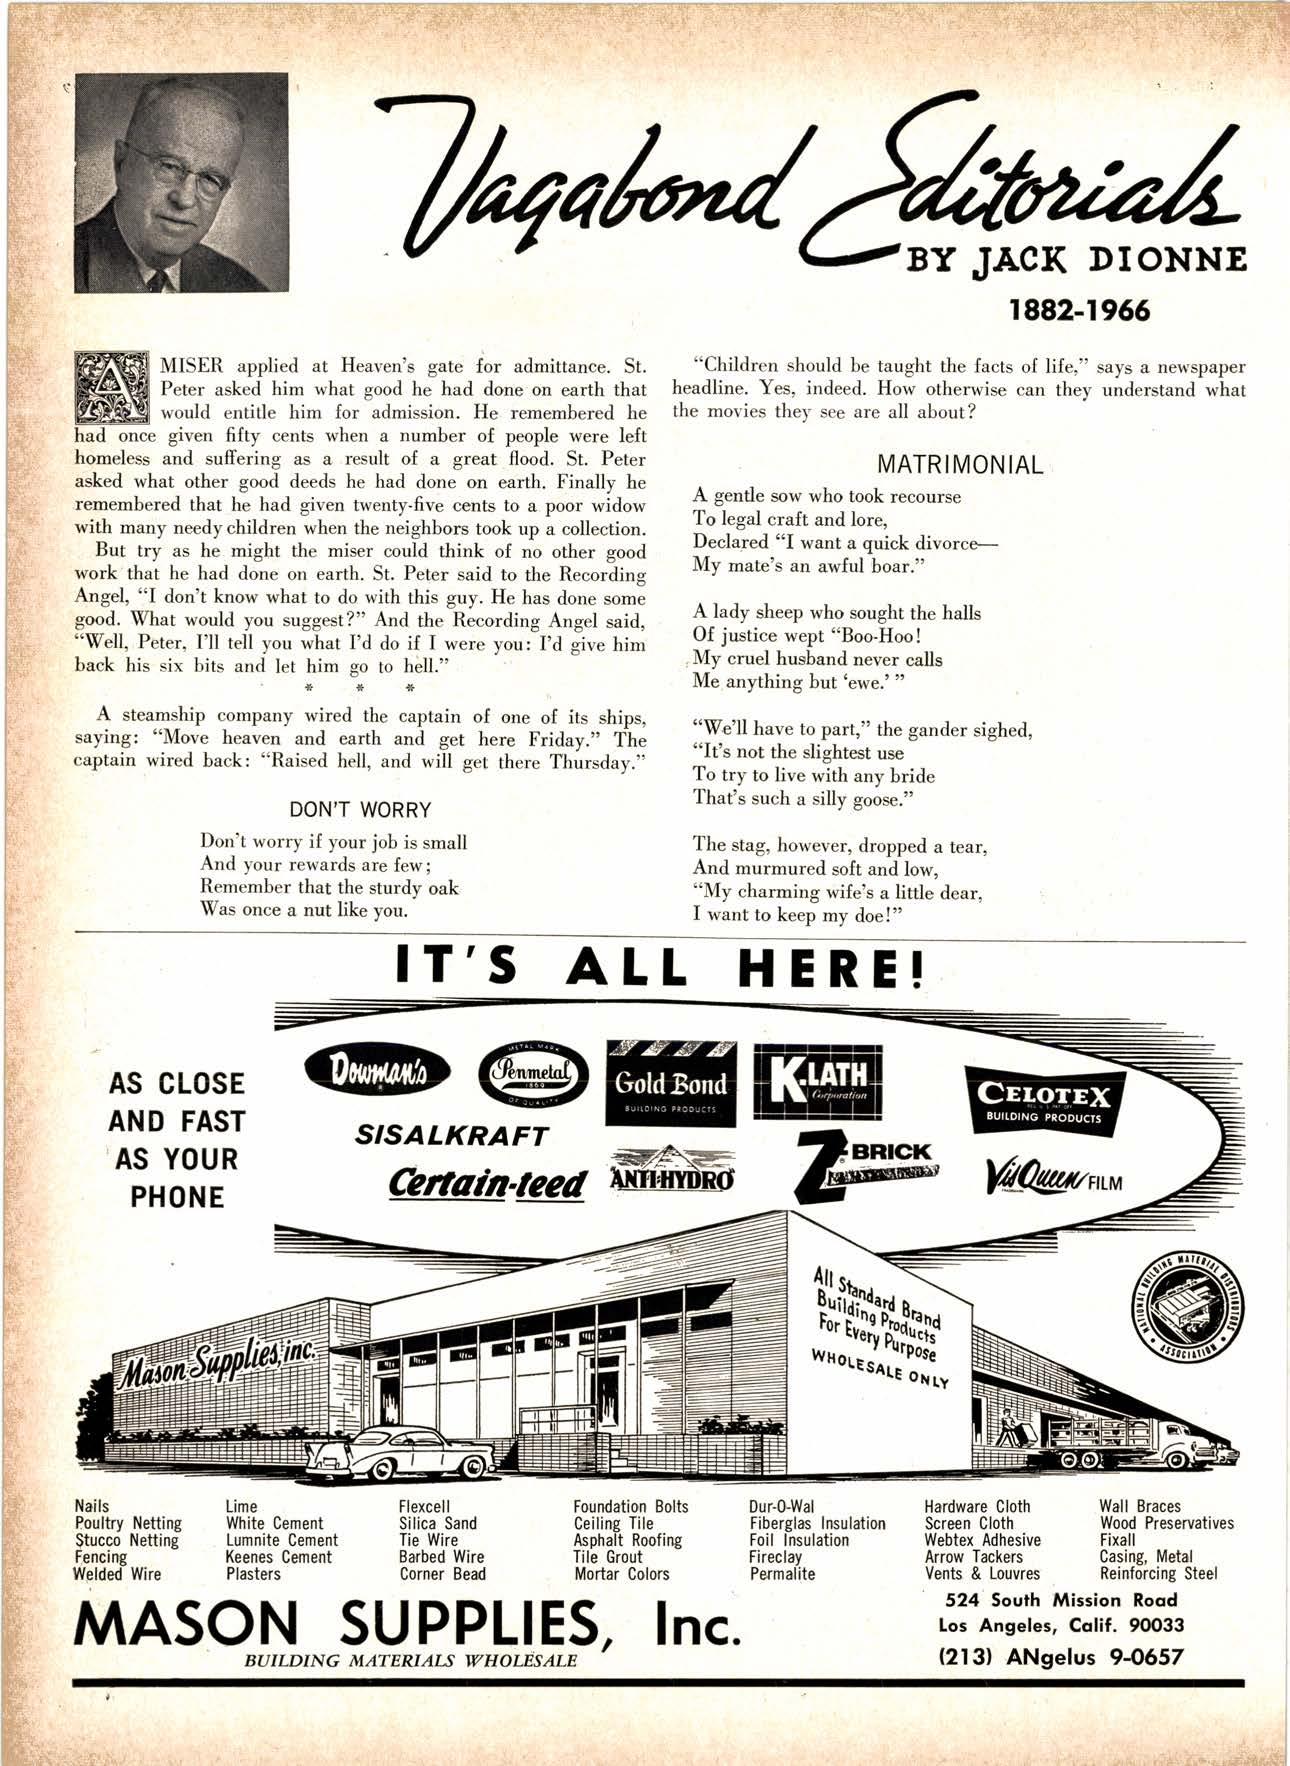 Vagabond Editorials
BY JACK DIONNE
1882-1966
A MISER applied at Heaven's gate for admittance. St.
Peter asked him what good he had done on earth that
would entitle him for admission. He remembered he
had once given fifty cents when a number of people were left
homeless and suffering as a result of a great flood. St. Peter
asked what other good deeds he had done on earth. Finally he
remembered that he had given twenty-five cents to a poor widow
with many needy children when the neighbors took up a collection.
But try as he might the miser could think of no other good
work that he had done on earth. St. Peter said to the Recording
Angel, "I don't know what to do with this guy. He has done some
good. What would you suggest?" And the Recording Angel said,
"Well, Peter, I'll tell you what I'd do if I were you: I'd give him
back his six bits and let him go to hell."
* * *
A steamship company wired the captain of one of its ships,
saying: "Move heaven and earth and get here Friday." The
captain wired back: "Raised hell, and will get there Thursday."
DON'T WORRY
Don't worry if your job is small
And your rewards are few;
Remember that the sturdy oak
Was once a nut like you.
"Children should be taught the facts of life," says a newspaper
headline. Yes, indeed. How otherwise can they understand what
the movies they see are all about?
MATRIMONIAL
A gentle sow who took recourse
To legal craft and lore,
Declared "I want a quick divorce—
My mate's an awful boar."
A lady sheep who sought the halls
Of justice wept "Boo-Hoo!
My cruel husband never calls
Me anything but 'ewe.' "
"We'll have to part," the gander sighed,
"It's not the slightest use
To try to live with any bride
That's such a silly goose."
The stag, however, dropped a tear,
And murmured soft and low,
"My charming wife's a little dear,
I want to keep my doe!"
IT'S ALL HERE!
AS CLOSE
AND FAST
AS YOUR
PHONE
Dowman's
METAL MARK
Penmetal
1869
OF QUALITY
Gold Bond
BUILDING PRODUCTS
K-LATH
Corporation
CELOTEX
REG. U.S. PAT. OFF.
BUILDING PRODUCTS
SISALKRAFT
Certain-teed
"ANTI-HYDRO"
Z-BRICK
VisQueen FILM
Mason Supplies, inc.
All Standard Brand
Building Products
For Every Purpose
WHOLESALE ONLY
NATIONAL BUILDING MATERIAL DISTRIBUTORS
ASSOCIATION
Nails
Poultry Netting
Stucco Netting
Fencing
Welded Wire
Lime
White Cement
Lumnite Cement
Keenes Cement
Plasters
Flexcell
Silica Sand
Tie Wire
Barbed Wire
Corner Bead
Foundation Bolts
Ceiling Tile
Asphalt Roofing
Tile Grout
Mortar Colors
Dur-O-Wal
Fiberglas Insulation
Foil Insulation
Fireclay
Permalite
Hardware Cloth
Screen Cloth
Webtex Adhesive
Arrow Tackers
Vents & Louvres
Wall Braces
Wood Preservatives
Fixall
Casing, Metal
Reinforcing Steel
MASON SUPPLIES, Inc.
BUILDING MATERIALS WHOLESALE
524 South Mission Road
Los Angeles, Calif. 90033
(213) ANgelus 9-0657